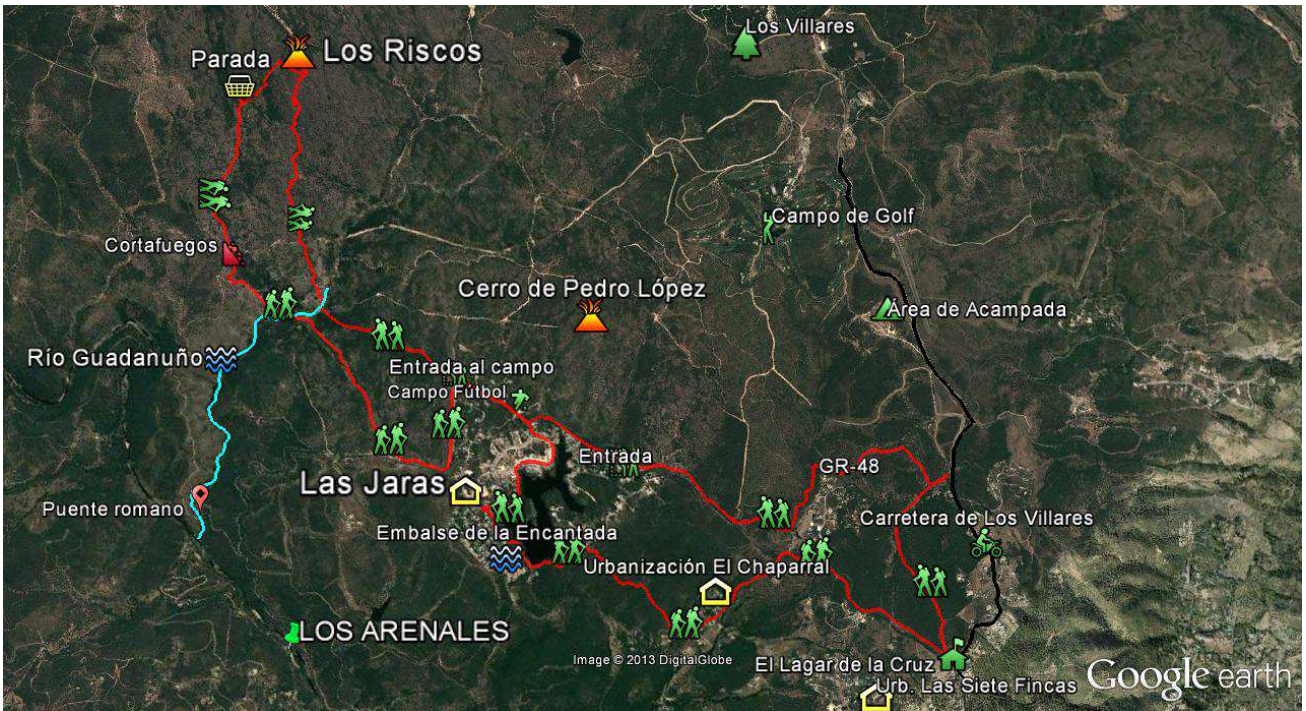 Los Villares
Los Riscos
Parada
Campo de Golf
Cortafuegos
Cerro de Pedro López
Área de Acampada
Río Guadanuño
Entrada al campo
Campo Fútbol
Entrada
GR-48
Las Jaras
Puente romano
Carretera de Los Villares
Embalse de la Encantada
Urbanización El Chaparral
LOS ARENALES
Image © 2013 DigitalGlobe
El Lagar de la Cruz
Google earth
Urb. Las Siete Fincas